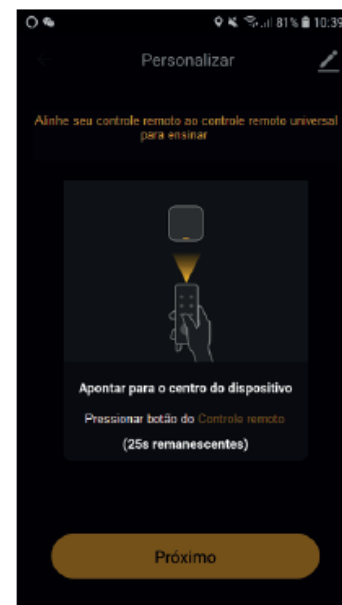 81% 10:39
Personalizar
Alinhe seu controle remoto ao controle remoto universal
para ensinar
Apontar para o centro do dispositivo
Pressionar botão do Controle remoto
(25s remanescentes)
Próximo